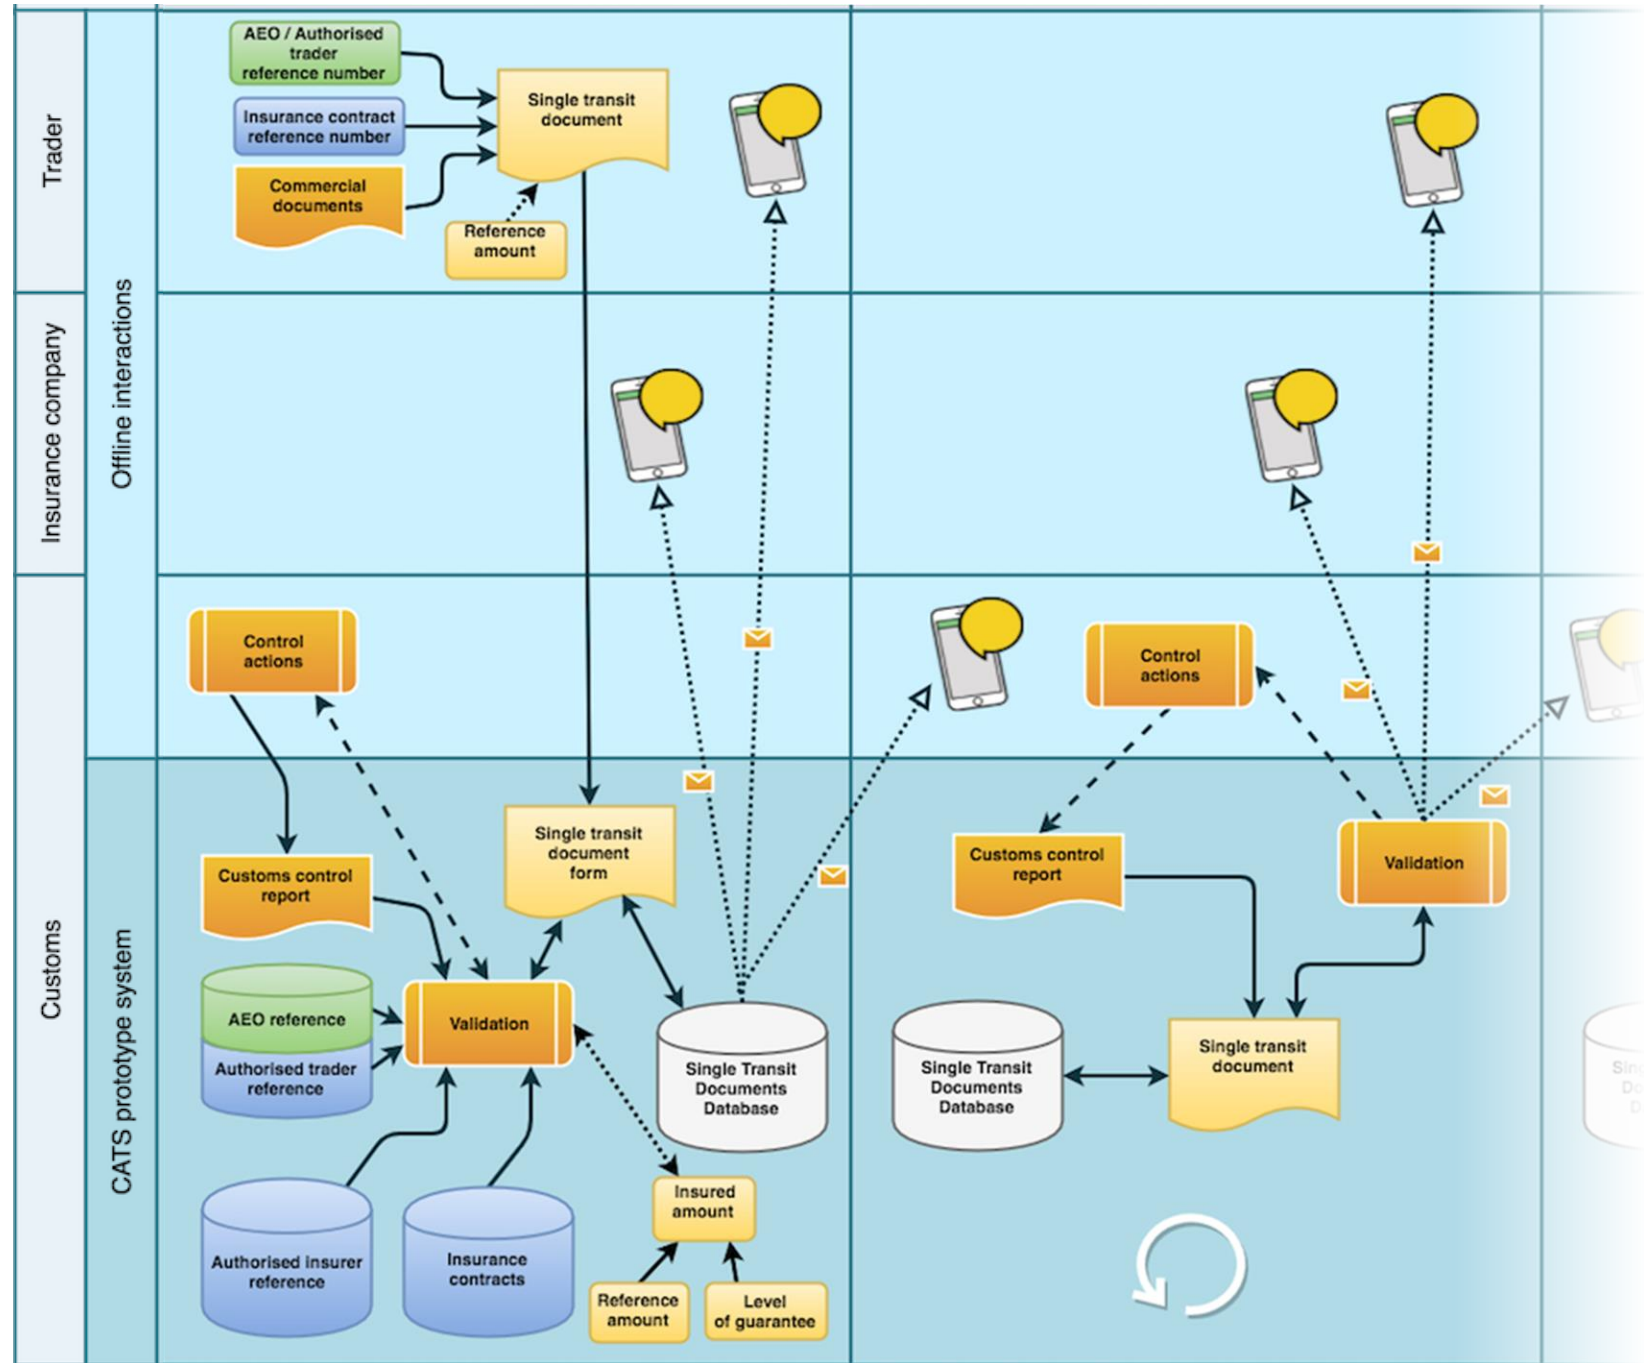 Trader
Insurance company
Customs
Offline interactions
CATS prototype system
AEO / Authorised
trader
reference number
Insurance contract
reference number
Commercial
documents
Single transit
document
Reference
amount
Control
actions
Customs control
report
AEO reference
Authorised trader
reference
Authorised insurer
reference
Insurance
contracts
Validation
Single transit
document
form
Single Transit
Documents
Database
Insured
amount
Reference
amount
Level
of guarantee
Control
actions
Customs control
report
Validation
Single Transit
Documents
Database
Single transit
document